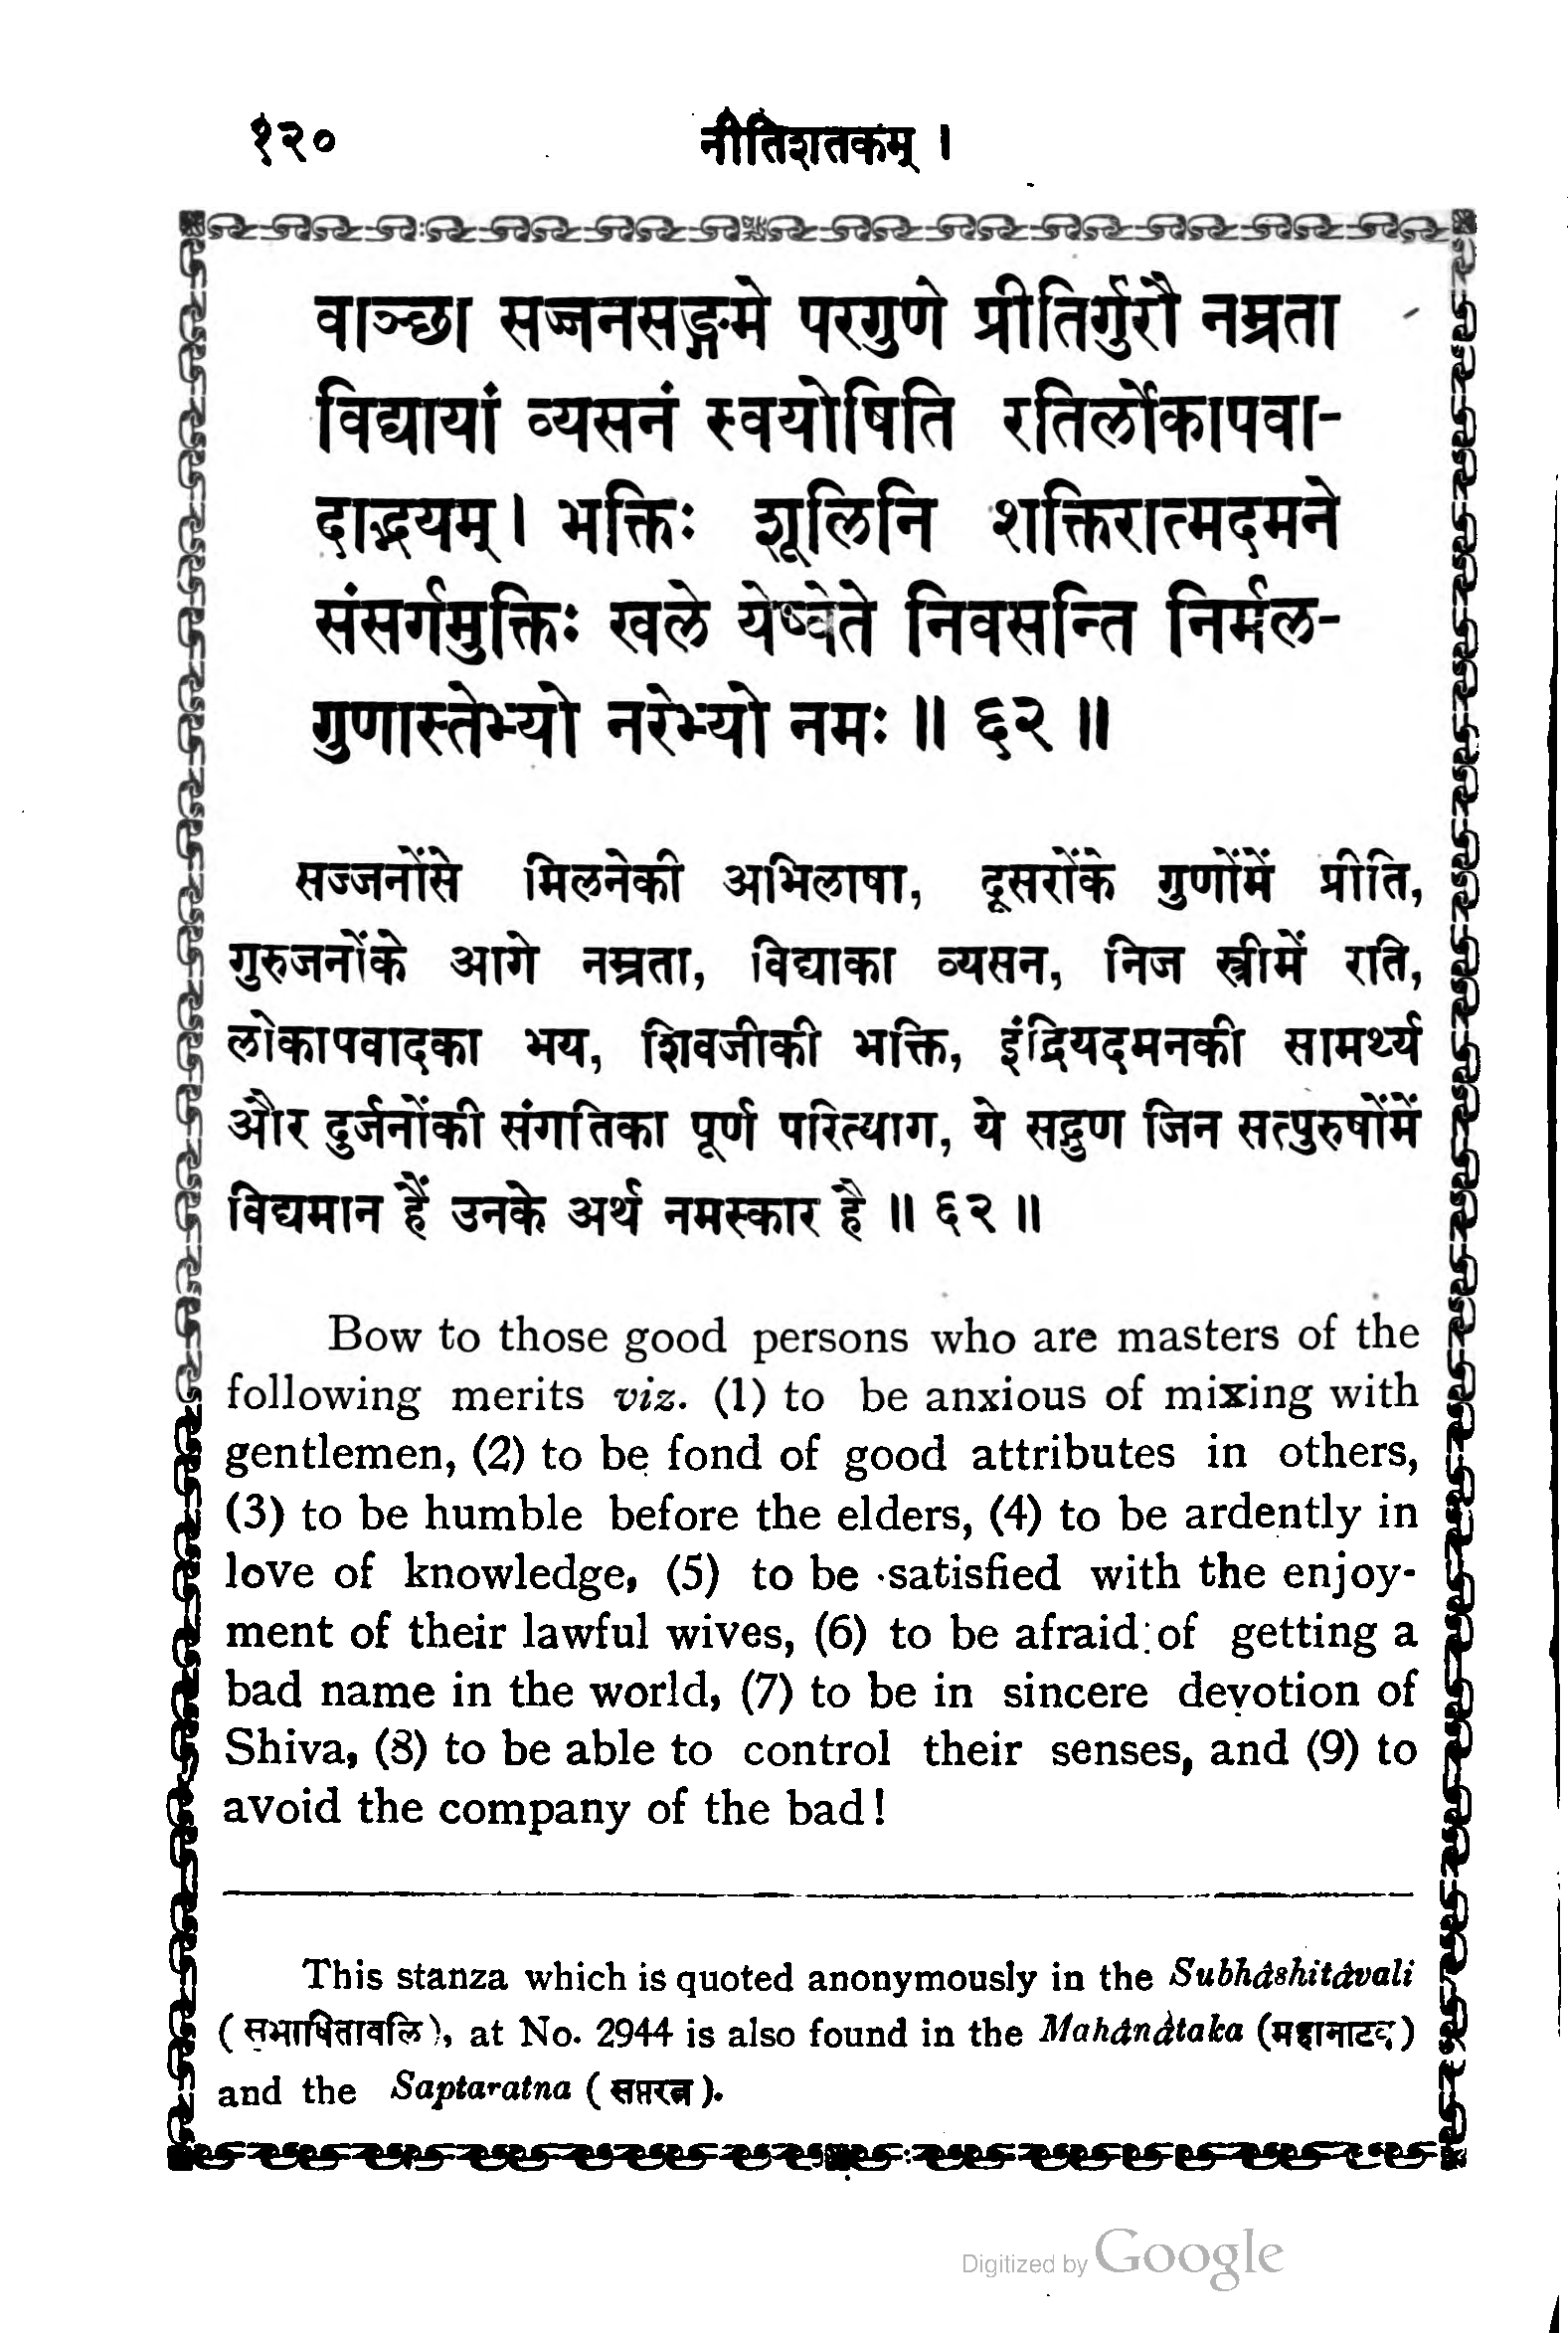 १२०
नीतिशतकम् ।
वाञ्छा सज्जनसङ्गमे परगुणे प्रीतिर्गुरौ नम्रता
विद्यायां व्यसनं स्वयोषिति रतिर्लोकापवा-
दाद्भयम् । भक्तिः शूलिनि शक्तिरात्मदमने
संसर्गमुक्तिः खले येष्वेते निवसन्ति निर्मल-
गुणास्तेभ्यो नरेभ्यो नमः ॥ ६२ ॥
सज्जनोंसे मिलनेकी अभिलाषा, दूसरोंके गुणोंमें प्रीति,
गुरुजनोंके आगे नम्रता, विद्याका व्यसन, निज स्त्रीमें रति,
लोकापवादका भय, शिवजीकी भक्ति, इंद्रियदमनकी सामर्थ्य
और दुर्जनोंकी संगतिका पूर्ण परित्याग, ये सद्गुण जिन सत्पुरुषोंमें
विद्यमान हैं उनके अर्थ नमस्कार है ॥ ६२ ॥
Bow to those good persons who are masters of the
following merits viz. (1) to be anxious of mixing with
gentlemen, (2) to be fond of good attributes in others,
(3) to be humble before the elders, (4) to be ardently in
love of knowledge, (5) to be satisfied with the enjoy-
ment of their lawful wives, (6) to be afraid of getting a
bad name in the world, (7) to be in sincere devotion of
Shiva, (8) to be able to control their senses, and (9) to
avoid the company of the bad!
This stanza which is quoted anonymously in the Subhâshitâvali
(सुभाषितावलि), at No. 2944 is also found in the Mahânâtaka (महानाटक)
and the Saptaratna (सप्तरत्न).
Digitized by Google